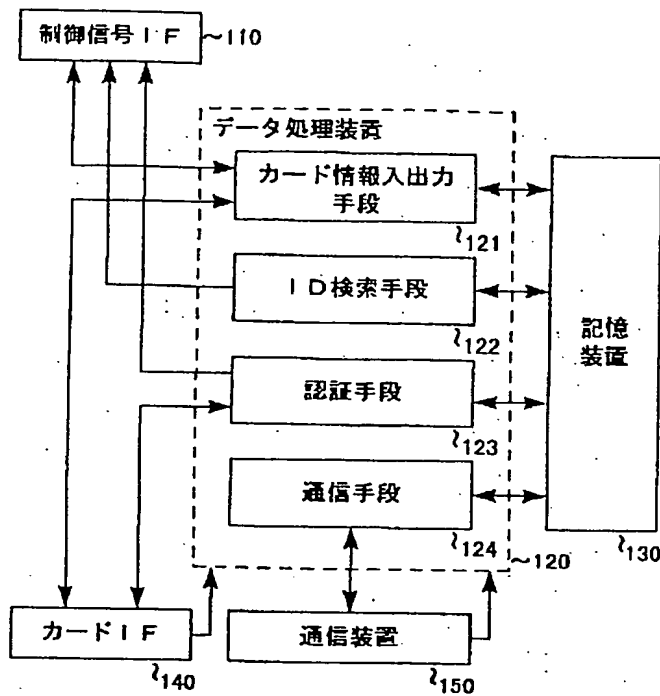 制御信号IF
~110
データ処理装置
カード情報入出力
手段
~121
ID検索手段
~122
認証手段
~123
通信手段
~124
~120
記憶
装置
~130
カードIF
~140
通信装置
~150